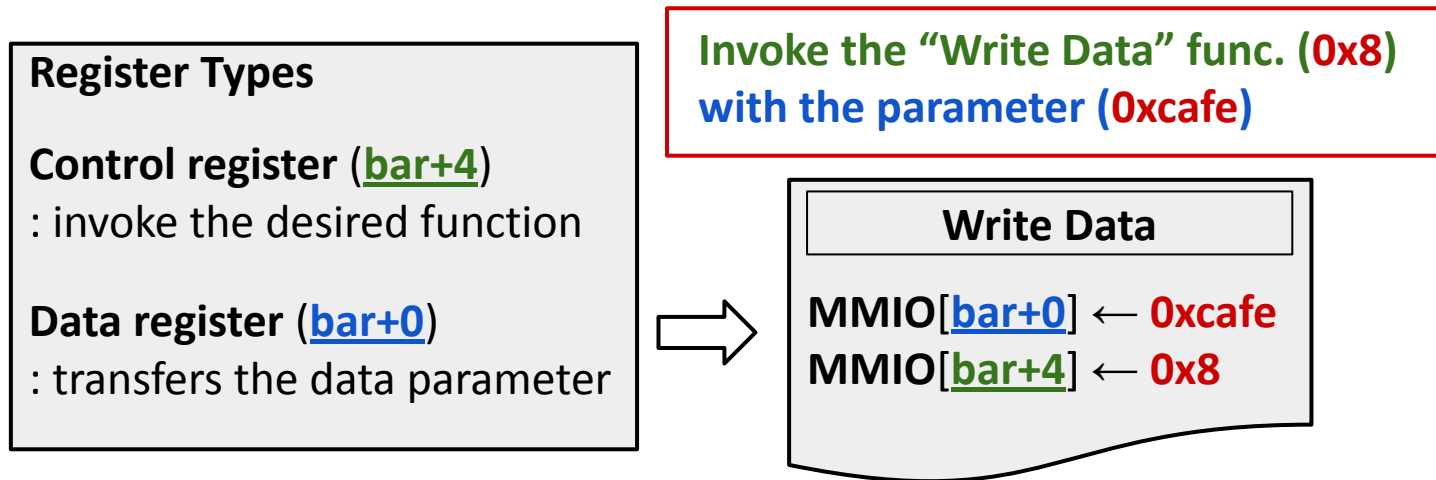 Register Types
Control register (bar+4)
: invoke the desired function
Data register (bar+0)
: transfers the data parameter
Invoke the “Write Data” func. (0x8)
with the parameter (0xcafe)
Write Data
MMIO[bar+0] ← 0xcafe
MMIO[bar+4] ← 0x8